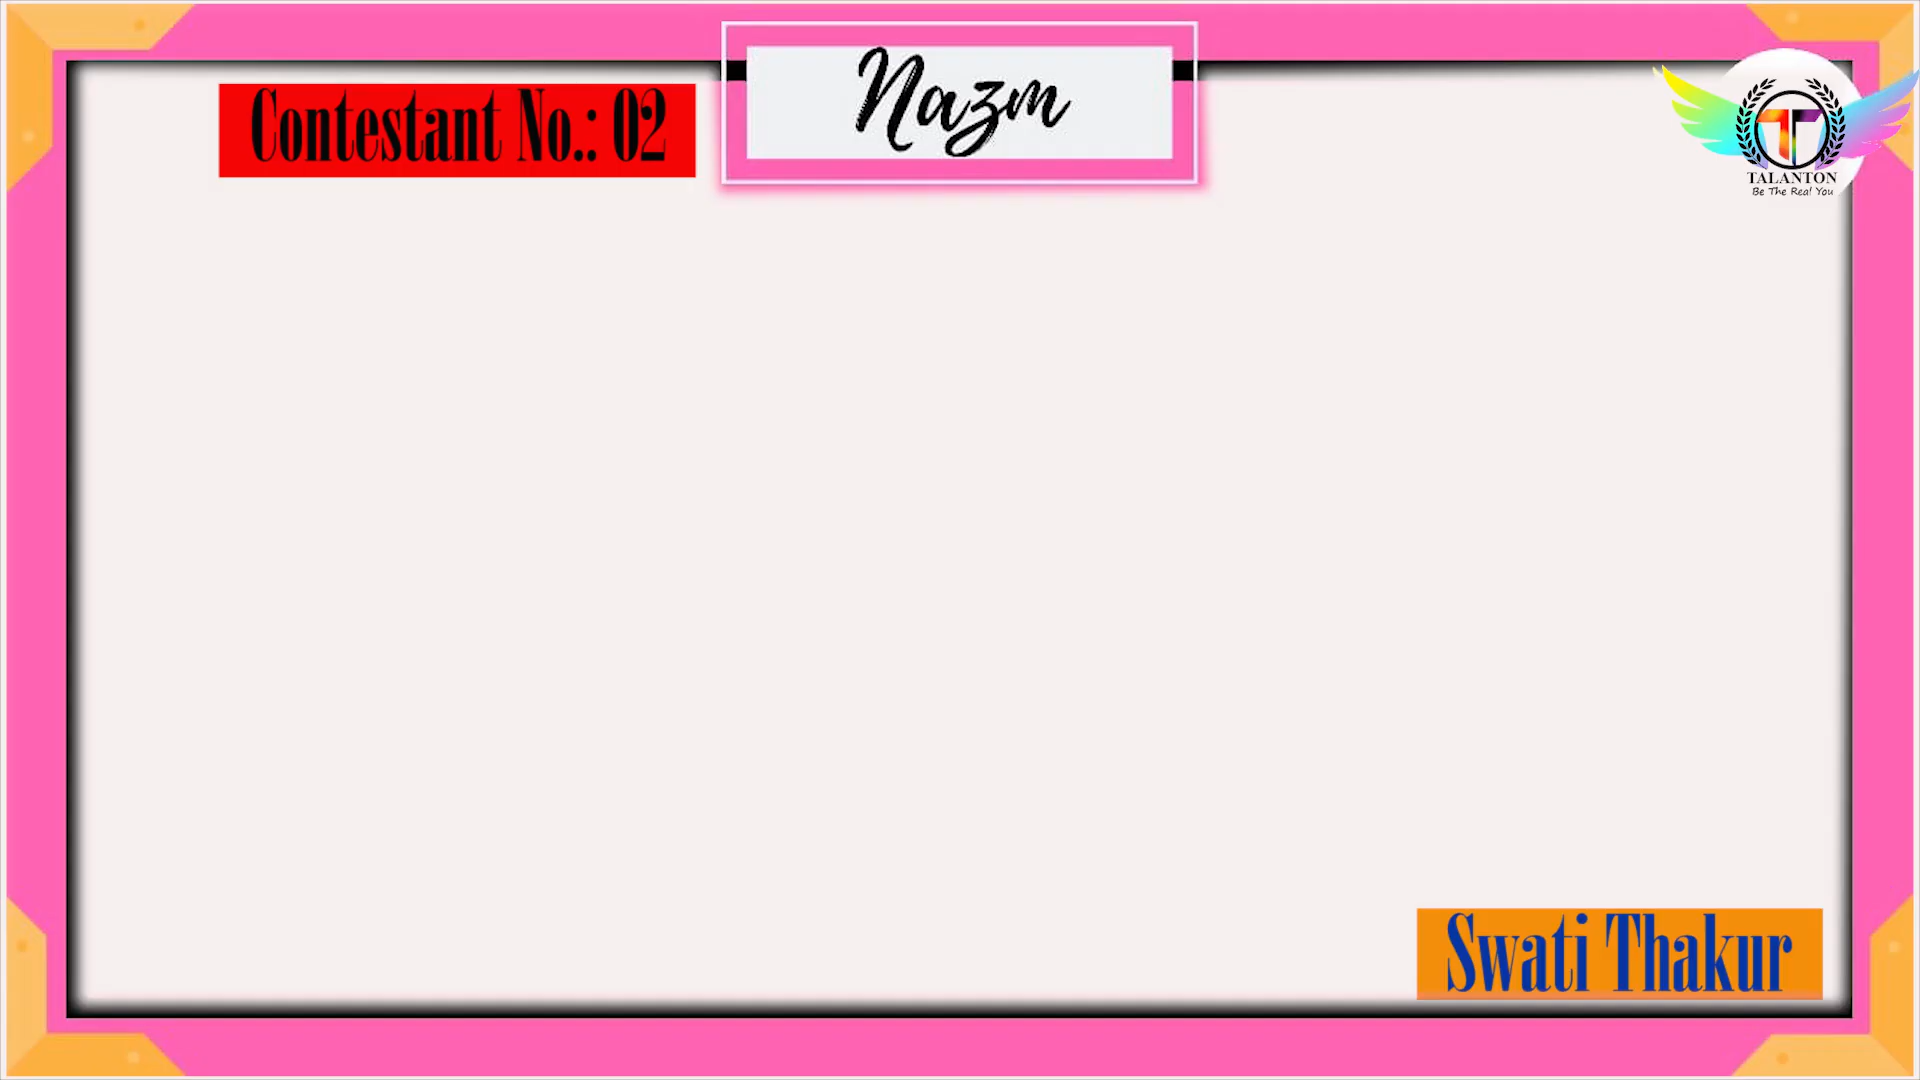 Nazm
Contestant No.: 02
TALANTON
Be The Real You
Swati Thakur